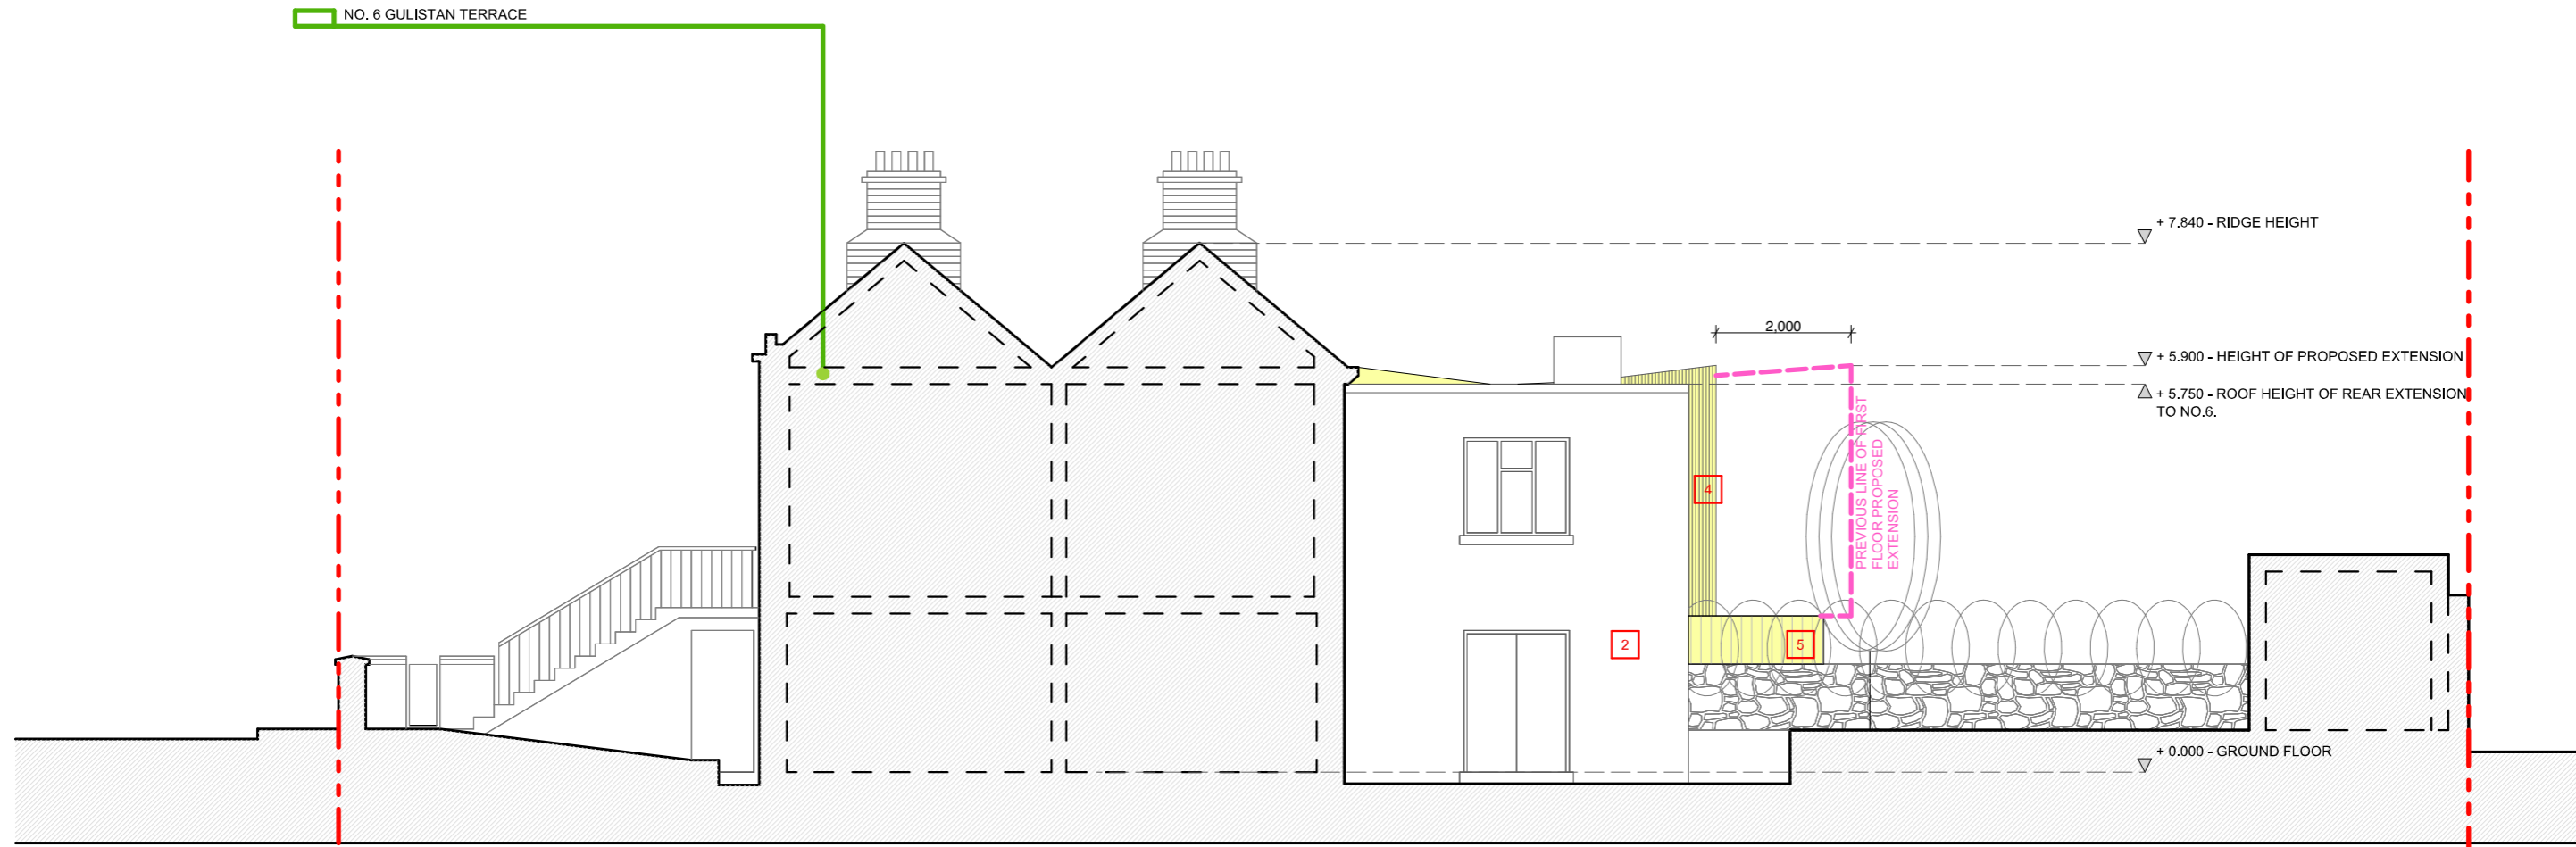 NO. 6 GULISTAN TERRACE
+ 7.840 - RIDGE HEIGHT
2,000
+ 5.900 - HEIGHT OF PROPOSED EXTENSION
+ 5.750 - ROOF HEIGHT OF REAR EXTENSION
TO NO.6.
PREVIOUS LINE OF FIRST
FLOOR PROPOSED
EXTENSION
4
2
5
+ 0.000 - GROUND FLOOR